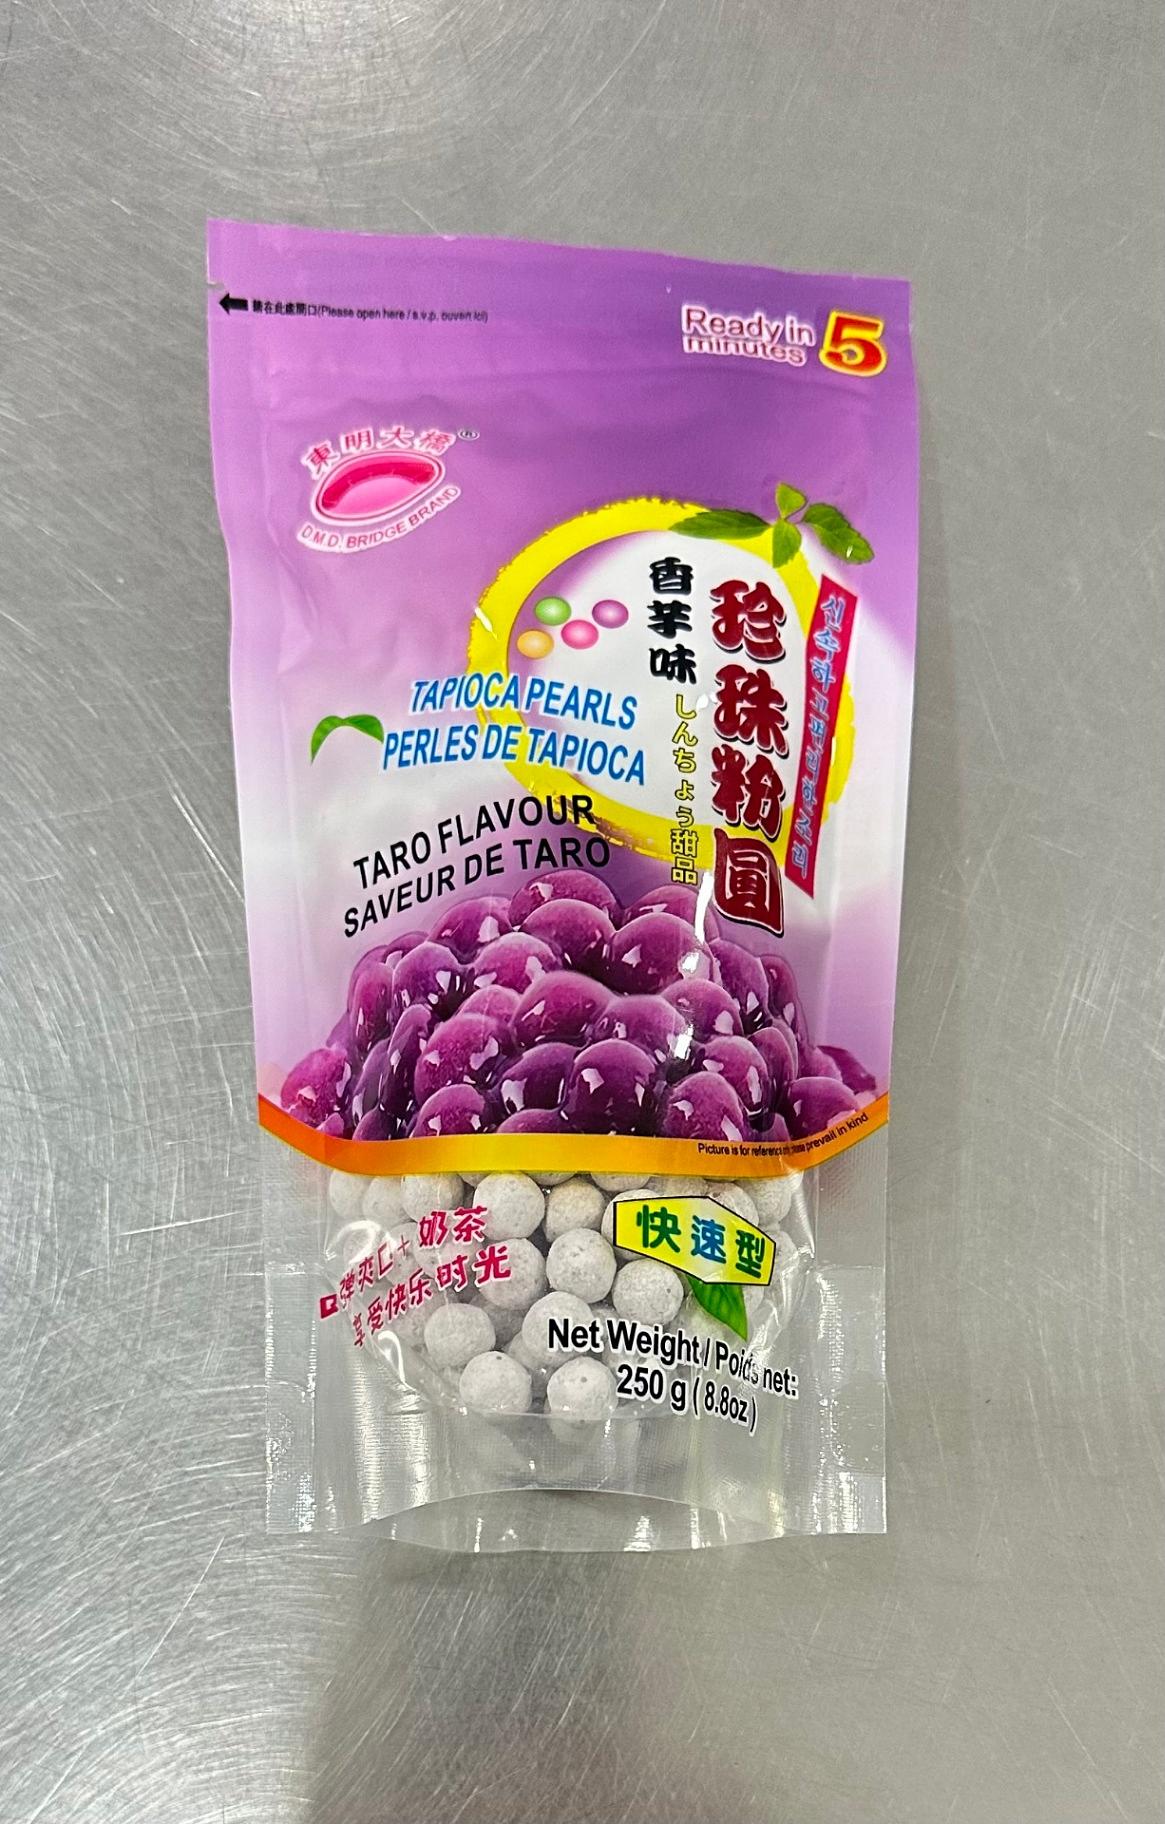 請在此處開口(Please open here / s.v.p. ouvert ici)
Ready in
minutes
5
東明大橋®
D.M.D. BRIDGE BRAND
香芋味
珍珠粉圓
しんちょう甜品
TAPIOCA PEARLS
PERLES DE TAPIOCA
TARO FLAVOUR
SAVEUR DE TARO
Picture is for reference only please prevail in kind
弹爽
奶茶
享受快乐时光
快速型
Net Weight / Poids net:
250 g ( 8.8oz )